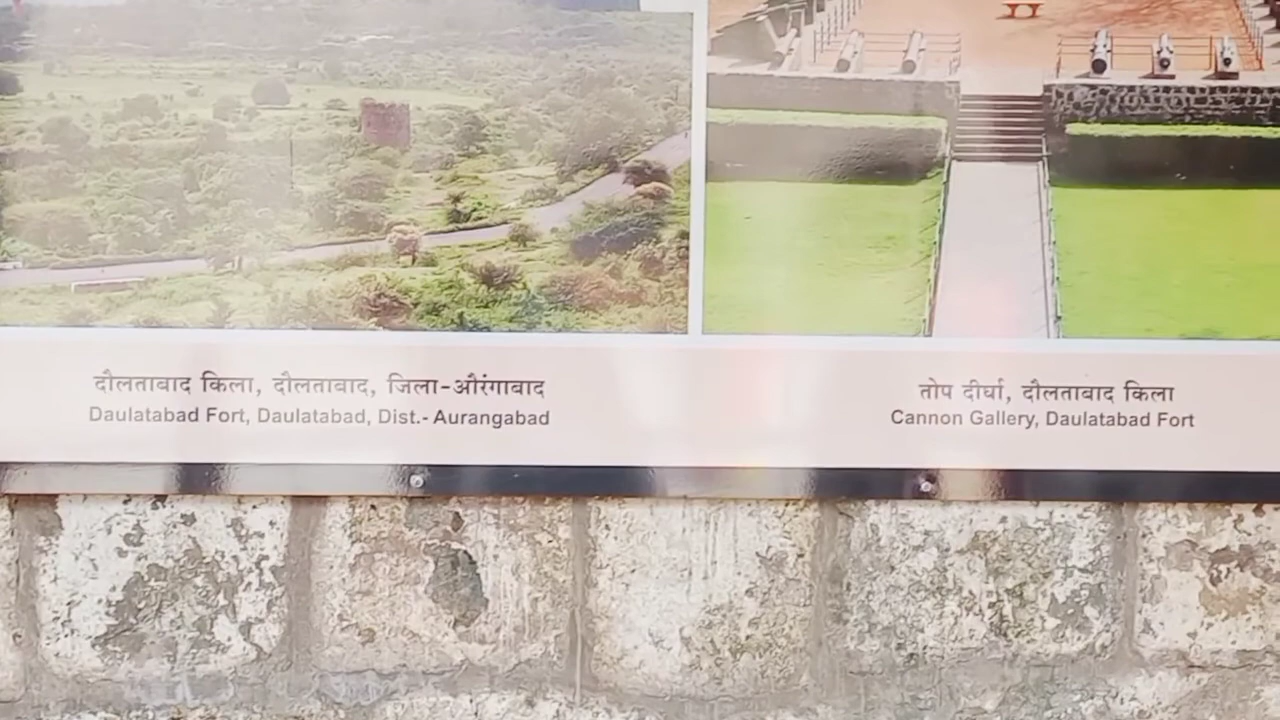 दौलताबाद किला, दौलताबाद, जिला-औरंगाबाद
Daulatabad Fort, Daulatabad, Dist.- Aurangabad
तोप दीर्घा, दौलताबाद किला
Cannon Gallery, Daulatabad Fort